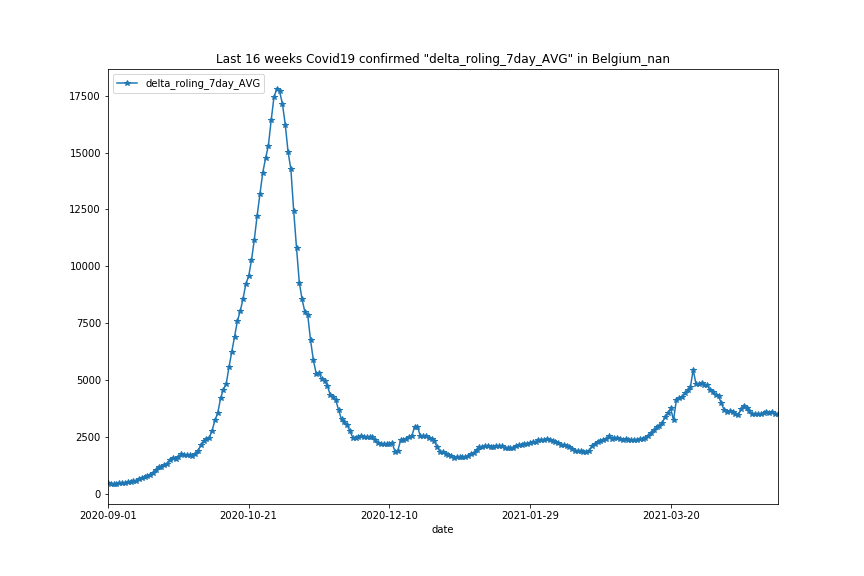 Last 16 weeks Covid19 confirmed "delta_roling_7day_AVG" in Belgium_nan
delta_roling_7day_AVG
17500
15000
12500
10000
7500
5000
2500
0
2020-09-01 2020-10-21 2020-12-10 2021-01-29 2021-03-20
date